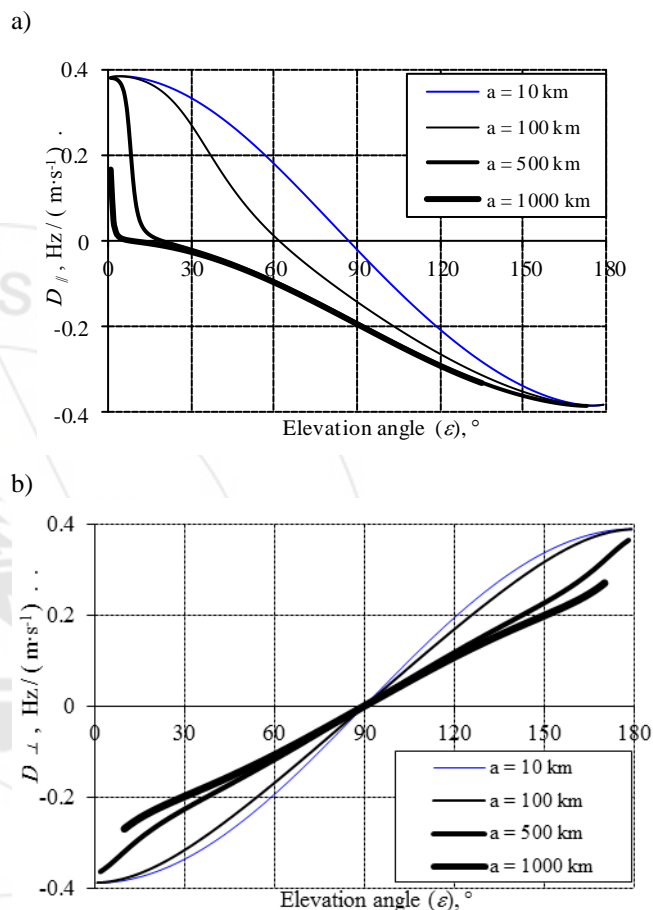 a)
0.4
0.2
0
-0.2
-0.4
D ∥ , Hz / ( m·s⁻¹) .
0 30 60 90 120 150 180
a = 10 km
a = 100 km
a = 500 km
a = 1000 km
Elevation angle (ε), °
b)
0.4
0.2
0
-0.2
-0.4
D ⊥ , Hz / ( m·s⁻¹) . .
0 30 60 90 120 150 180
a = 10 km
a = 100 km
a = 500 km
a = 1000 km
Elevation angle (ε), °